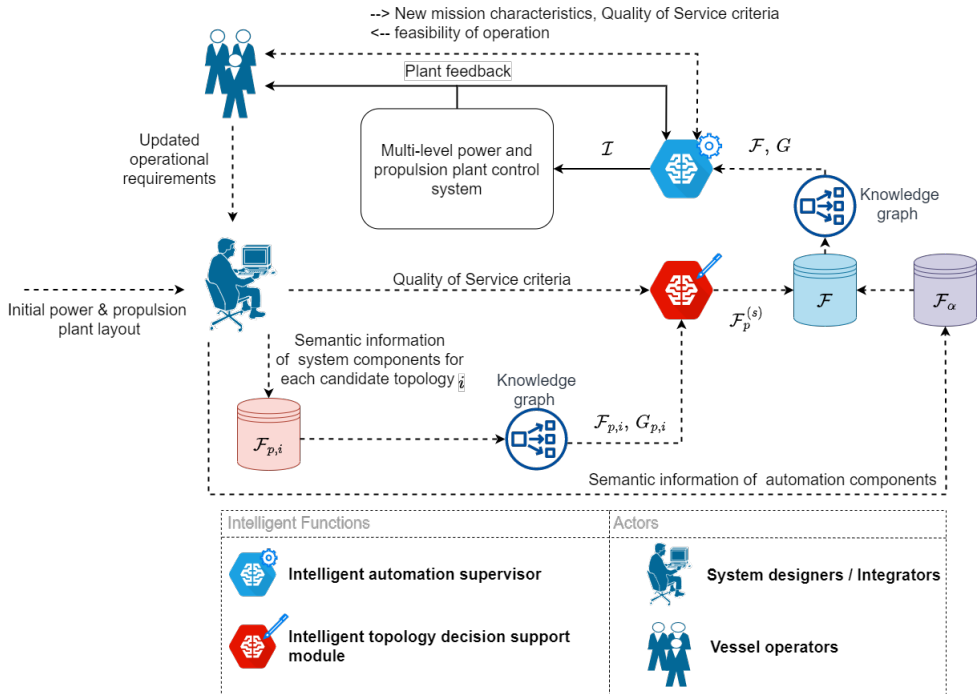 --> New mission characteristics, Quality of Service criteria
<-- feasibility of operation
Plant feedback
Updated
operational
requirements
Multi-level power and
propulsion plant control
system
ℐ
ℱ, G
Knowledge
graph
Initial power & propulsion
plant layout
Quality of Service criteria
ℱ_p^(s)
ℱ
ℱ_α
Semantic information
of system components for
each candidate topology i
Knowledge
graph
ℱ_{p,i}
ℱ_{p,i}, G_{p,i}
Semantic information of automation components
Intelligent Functions
Actors
Intelligent automation supervisor
System designers / Integrators
Intelligent topology decision support
module
Vessel operators